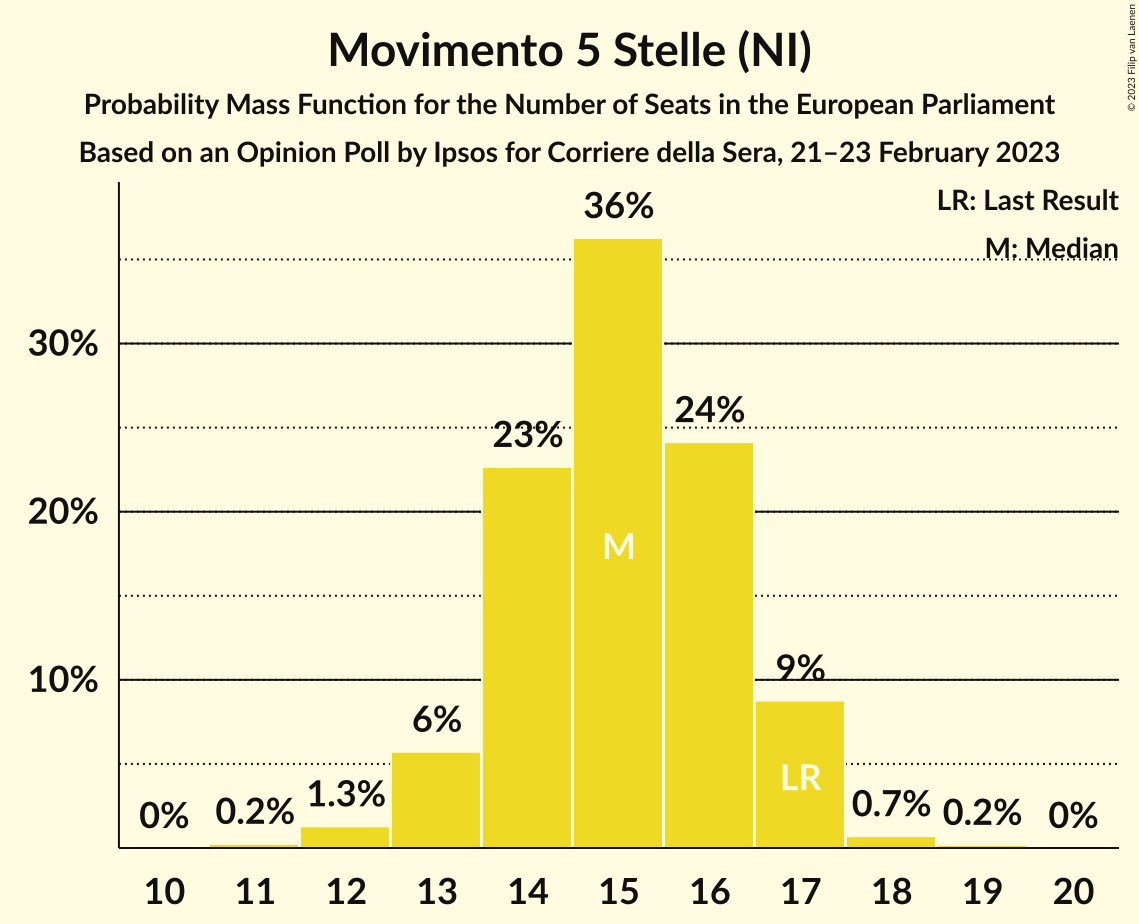 Movimento 5 Stelle (NI)
Probability Mass Function for the Number of Seats in the European Parliament
Based on an Opinion Poll by Ipsos for Corriere della Sera, 21–23 February 2023
© 2023 Filip van Laenen
LR: Last Result
M: Median
30%
20%
10%
0%
0.2%
1.3%
6%
23%
36%
24%
9%
0.7%
0.2%
0%
M
LR
10 11 12 13 14 15 16 17 18 19 20